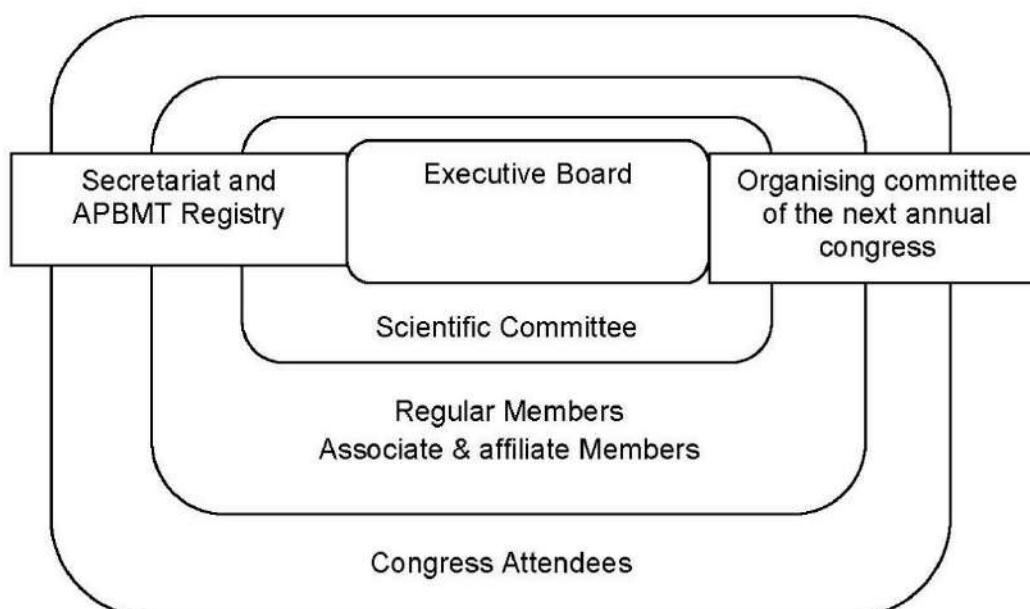 Secretariat and
APBMT Registry
Executive Board
Organising committee
of the next annual
congress
Scientific Committee
Regular Members
Associate & affiliate Members
Congress Attendees